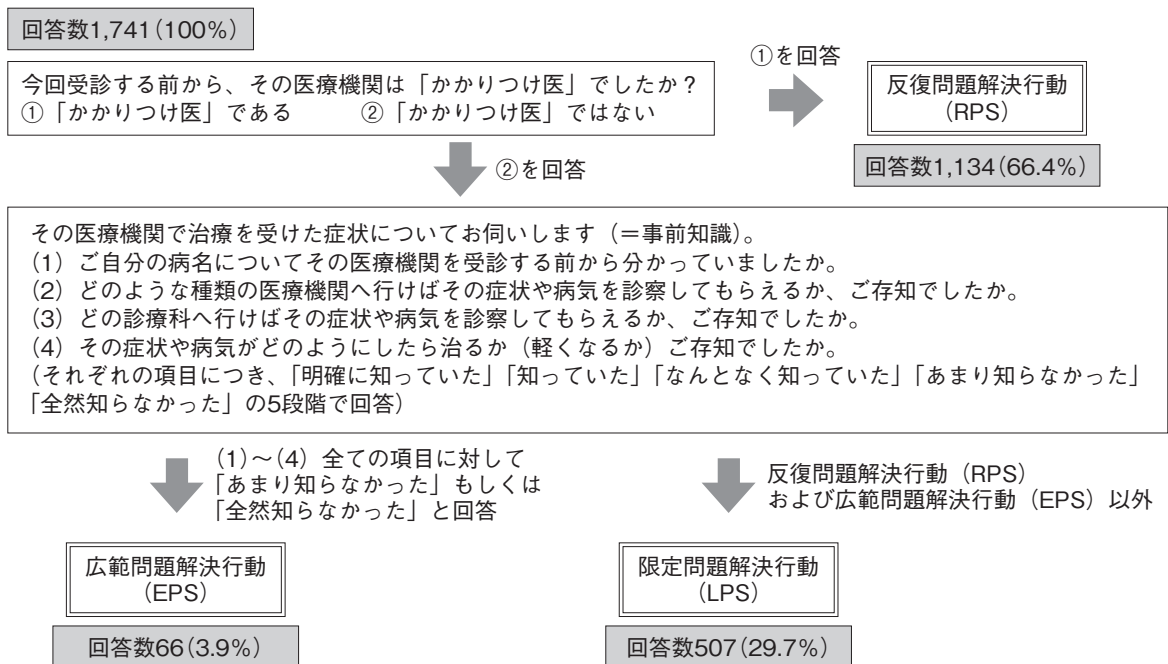 回答数1,741(100%)
今回受診する前から、その医療機関は「かかりつけ医」でしたか？
①「かかりつけ医」である　　②「かかりつけ医」ではない
①を回答
反復問題解決行動
(RPS)
回答数1,134(66.4%)
②を回答
その医療機関で治療を受けた症状についてお伺いします（＝事前知識）。
(1) ご自分の病名についてその医療機関を受診する前から分かっていましたか。
(2) どのような種類の医療機関へ行けばその症状や病気を診察してもらえるか、ご存知でしたか。
(3) どの診療科へ行けばその症状や病気を診察してもらえるか、ご存知でしたか。
(4) その症状や病気がどのようにしたら治るか（軽くなるか）ご存知でしたか。
(それぞれの項目につき、「明確に知っていた」「知っていた」「なんとなく知っていた」「あまり知らなかった」
「全然知らなかった」の5段階で回答)
(1)～(4) 全ての項目に対して
「あまり知らなかった」もしくは
「全然知らなかった」と回答
反復問題解決行動（RPS）
および広範問題解決行動（EPS）以外
広範問題解決行動
(EPS)
回答数66(3.9%)
限定問題解決行動
(LPS)
回答数507(29.7%)